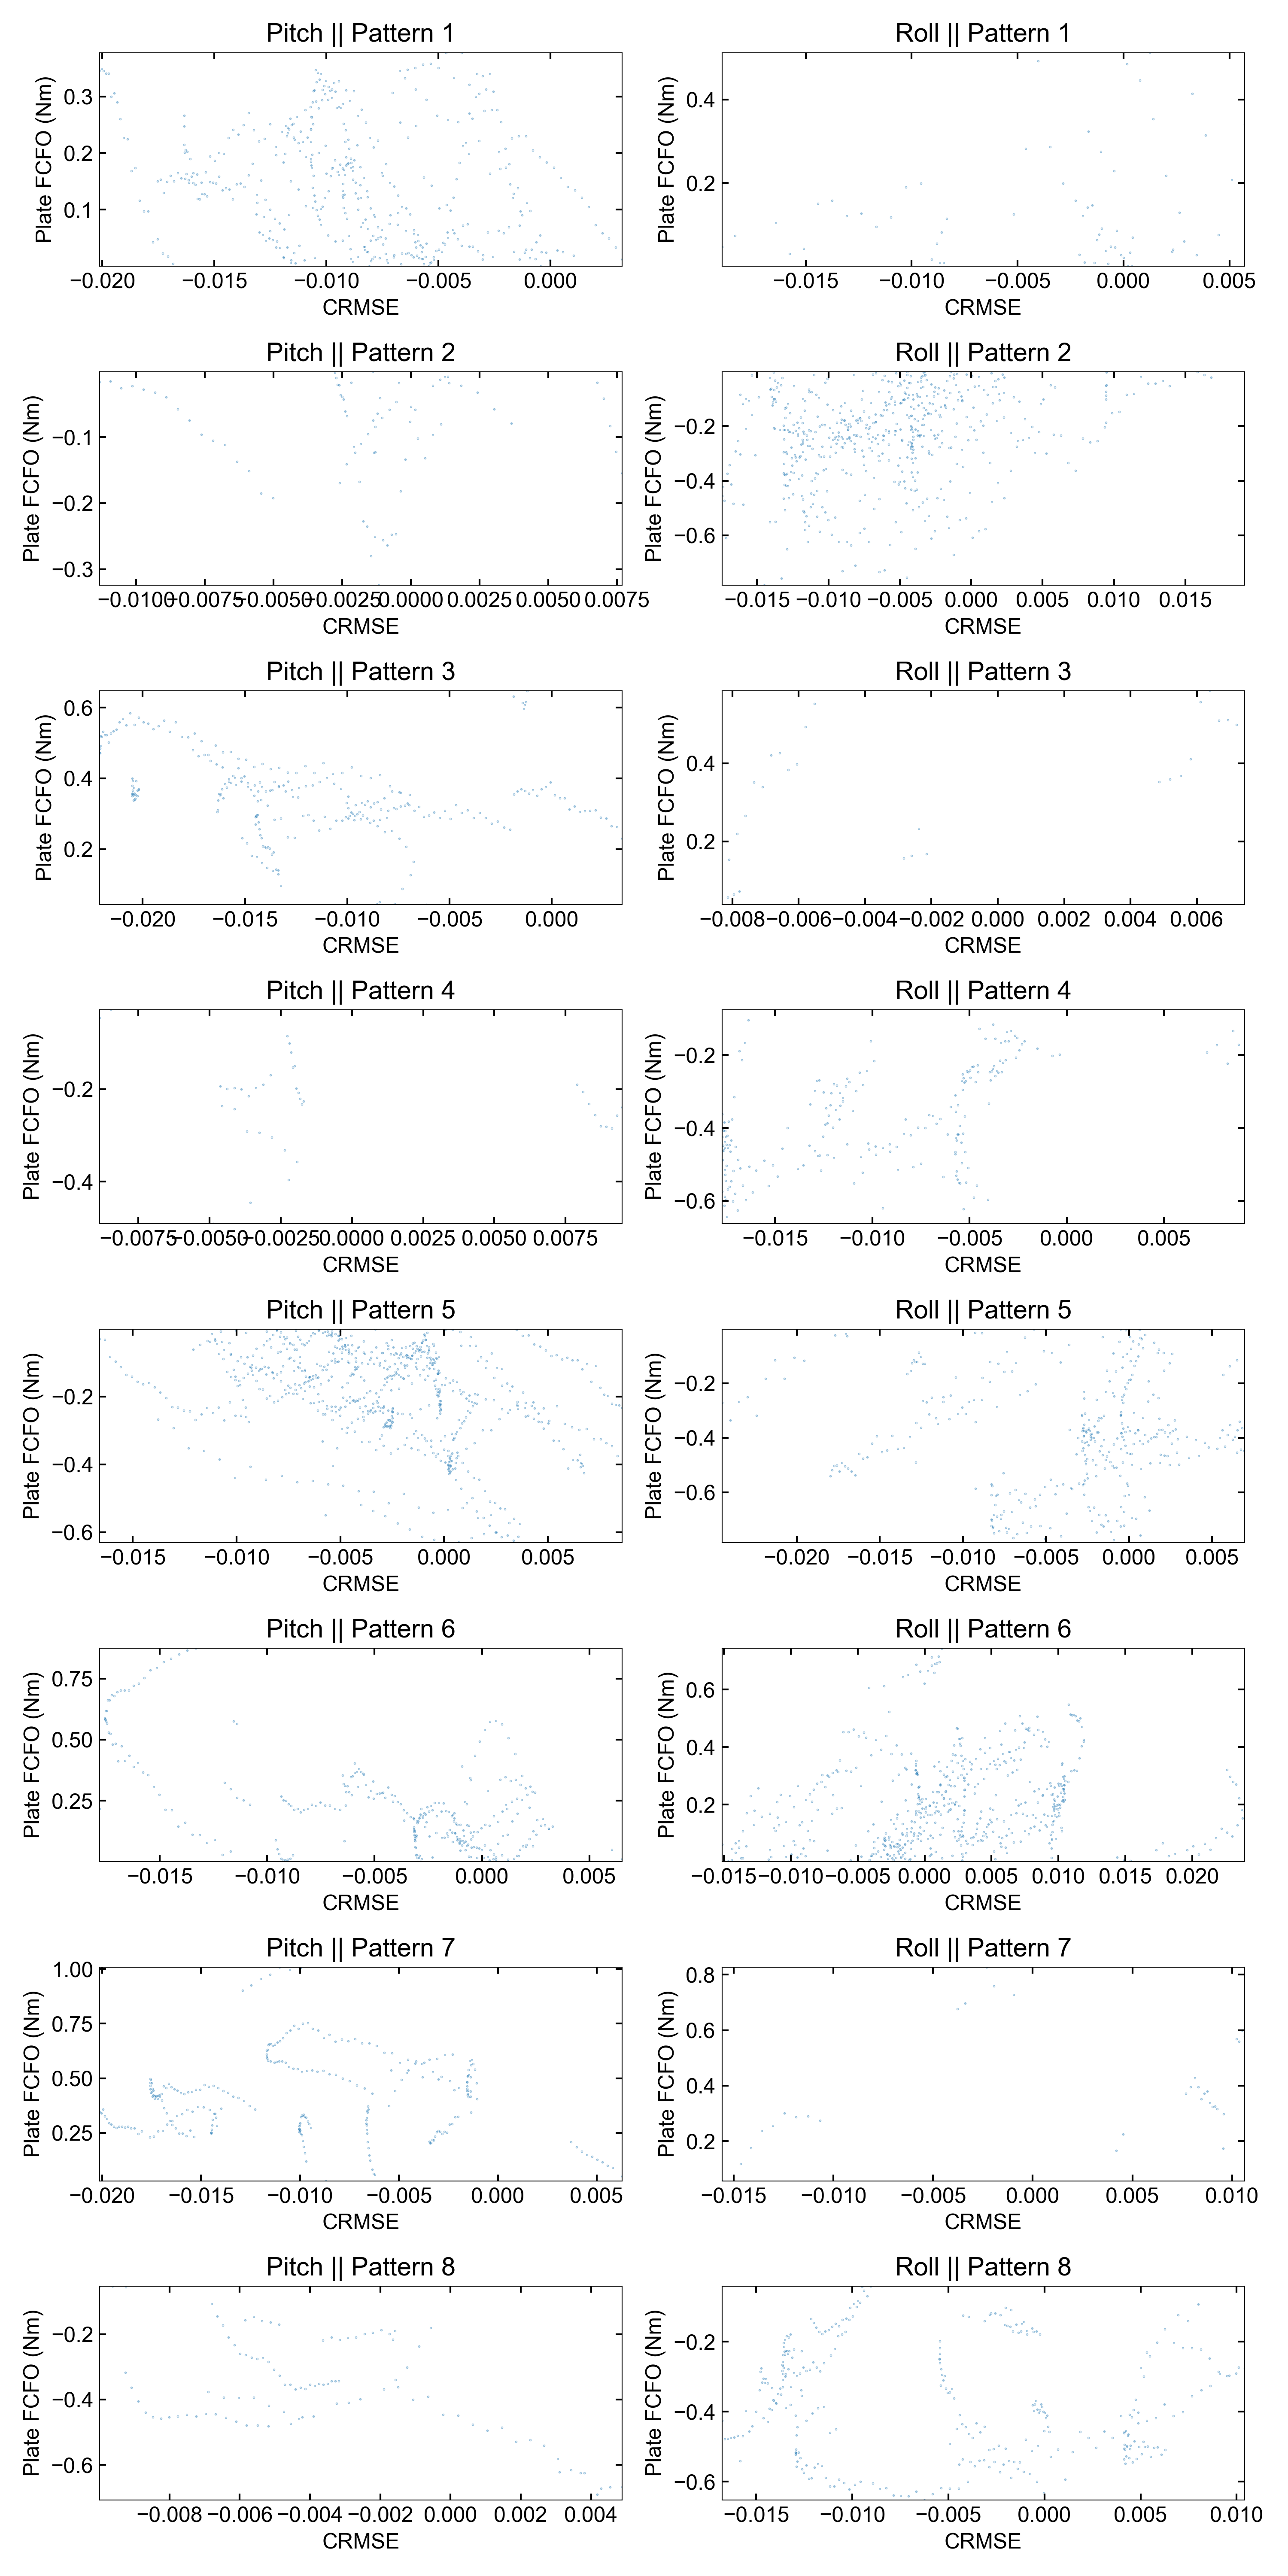 Pitch || Pattern 1
Plate FCFO (Nm)
0.3
0.2
0.1
−0.020 −0.015 −0.010 −0.005 0.000
CRMSE
Roll || Pattern 1
Plate FCFO (Nm)
0.4
0.2
−0.015 −0.010 −0.005 0.000 0.005
CRMSE
Pitch || Pattern 2
Plate FCFO (Nm)
−0.1
−0.2
−0.3
−0.0100 −0.0075 −0.0050 −0.0025 0.0000 0.0025 0.0050 0.0075
CRMSE
Roll || Pattern 2
Plate FCFO (Nm)
−0.2
−0.4
−0.6
−0.015 −0.010 −0.005 0.000 0.005 0.010 0.015
CRMSE
Pitch || Pattern 3
Plate FCFO (Nm)
0.6
0.4
0.2
−0.020 −0.015 −0.010 −0.005 0.000
CRMSE
Roll || Pattern 3
Plate FCFO (Nm)
0.4
0.2
−0.008 −0.006 −0.004 −0.002 0.000 0.002 0.004 0.006
CRMSE
Pitch || Pattern 4
Plate FCFO (Nm)
−0.2
−0.4
−0.0075 −0.0050 −0.0025 0.0000 0.0025 0.0050 0.0075
CRMSE
Roll || Pattern 4
Plate FCFO (Nm)
−0.2
−0.4
−0.6
−0.015 −0.010 −0.005 0.000 0.005
CRMSE
Pitch || Pattern 5
Plate FCFO (Nm)
−0.2
−0.4
−0.6
−0.015 −0.010 −0.005 0.000 0.005
CRMSE
Roll || Pattern 5
Plate FCFO (Nm)
−0.2
−0.4
−0.6
−0.020 −0.015 −0.010 −0.005 0.000 0.005
CRMSE
Pitch || Pattern 6
Plate FCFO (Nm)
0.75
0.50
0.25
−0.015 −0.010 −0.005 0.000 0.005
CRMSE
Roll || Pattern 6
Plate FCFO (Nm)
0.6
0.4
0.2
−0.015 −0.010 −0.005 0.000 0.005 0.010 0.015 0.020
CRMSE
Pitch || Pattern 7
Plate FCFO (Nm)
1.00
0.75
0.50
0.25
−0.020 −0.015 −0.010 −0.005 0.000 0.005
CRMSE
Roll || Pattern 7
Plate FCFO (Nm)
0.8
0.6
0.4
0.2
−0.015 −0.010 −0.005 0.000 0.005 0.010
CRMSE
Pitch || Pattern 8
Plate FCFO (Nm)
−0.2
−0.4
−0.6
−0.008 −0.006 −0.004 −0.002 0.000 0.002 0.004
CRMSE
Roll || Pattern 8
Plate FCFO (Nm)
−0.2
−0.4
−0.6
−0.015 −0.010 −0.005 0.000 0.005 0.010
CRMSE